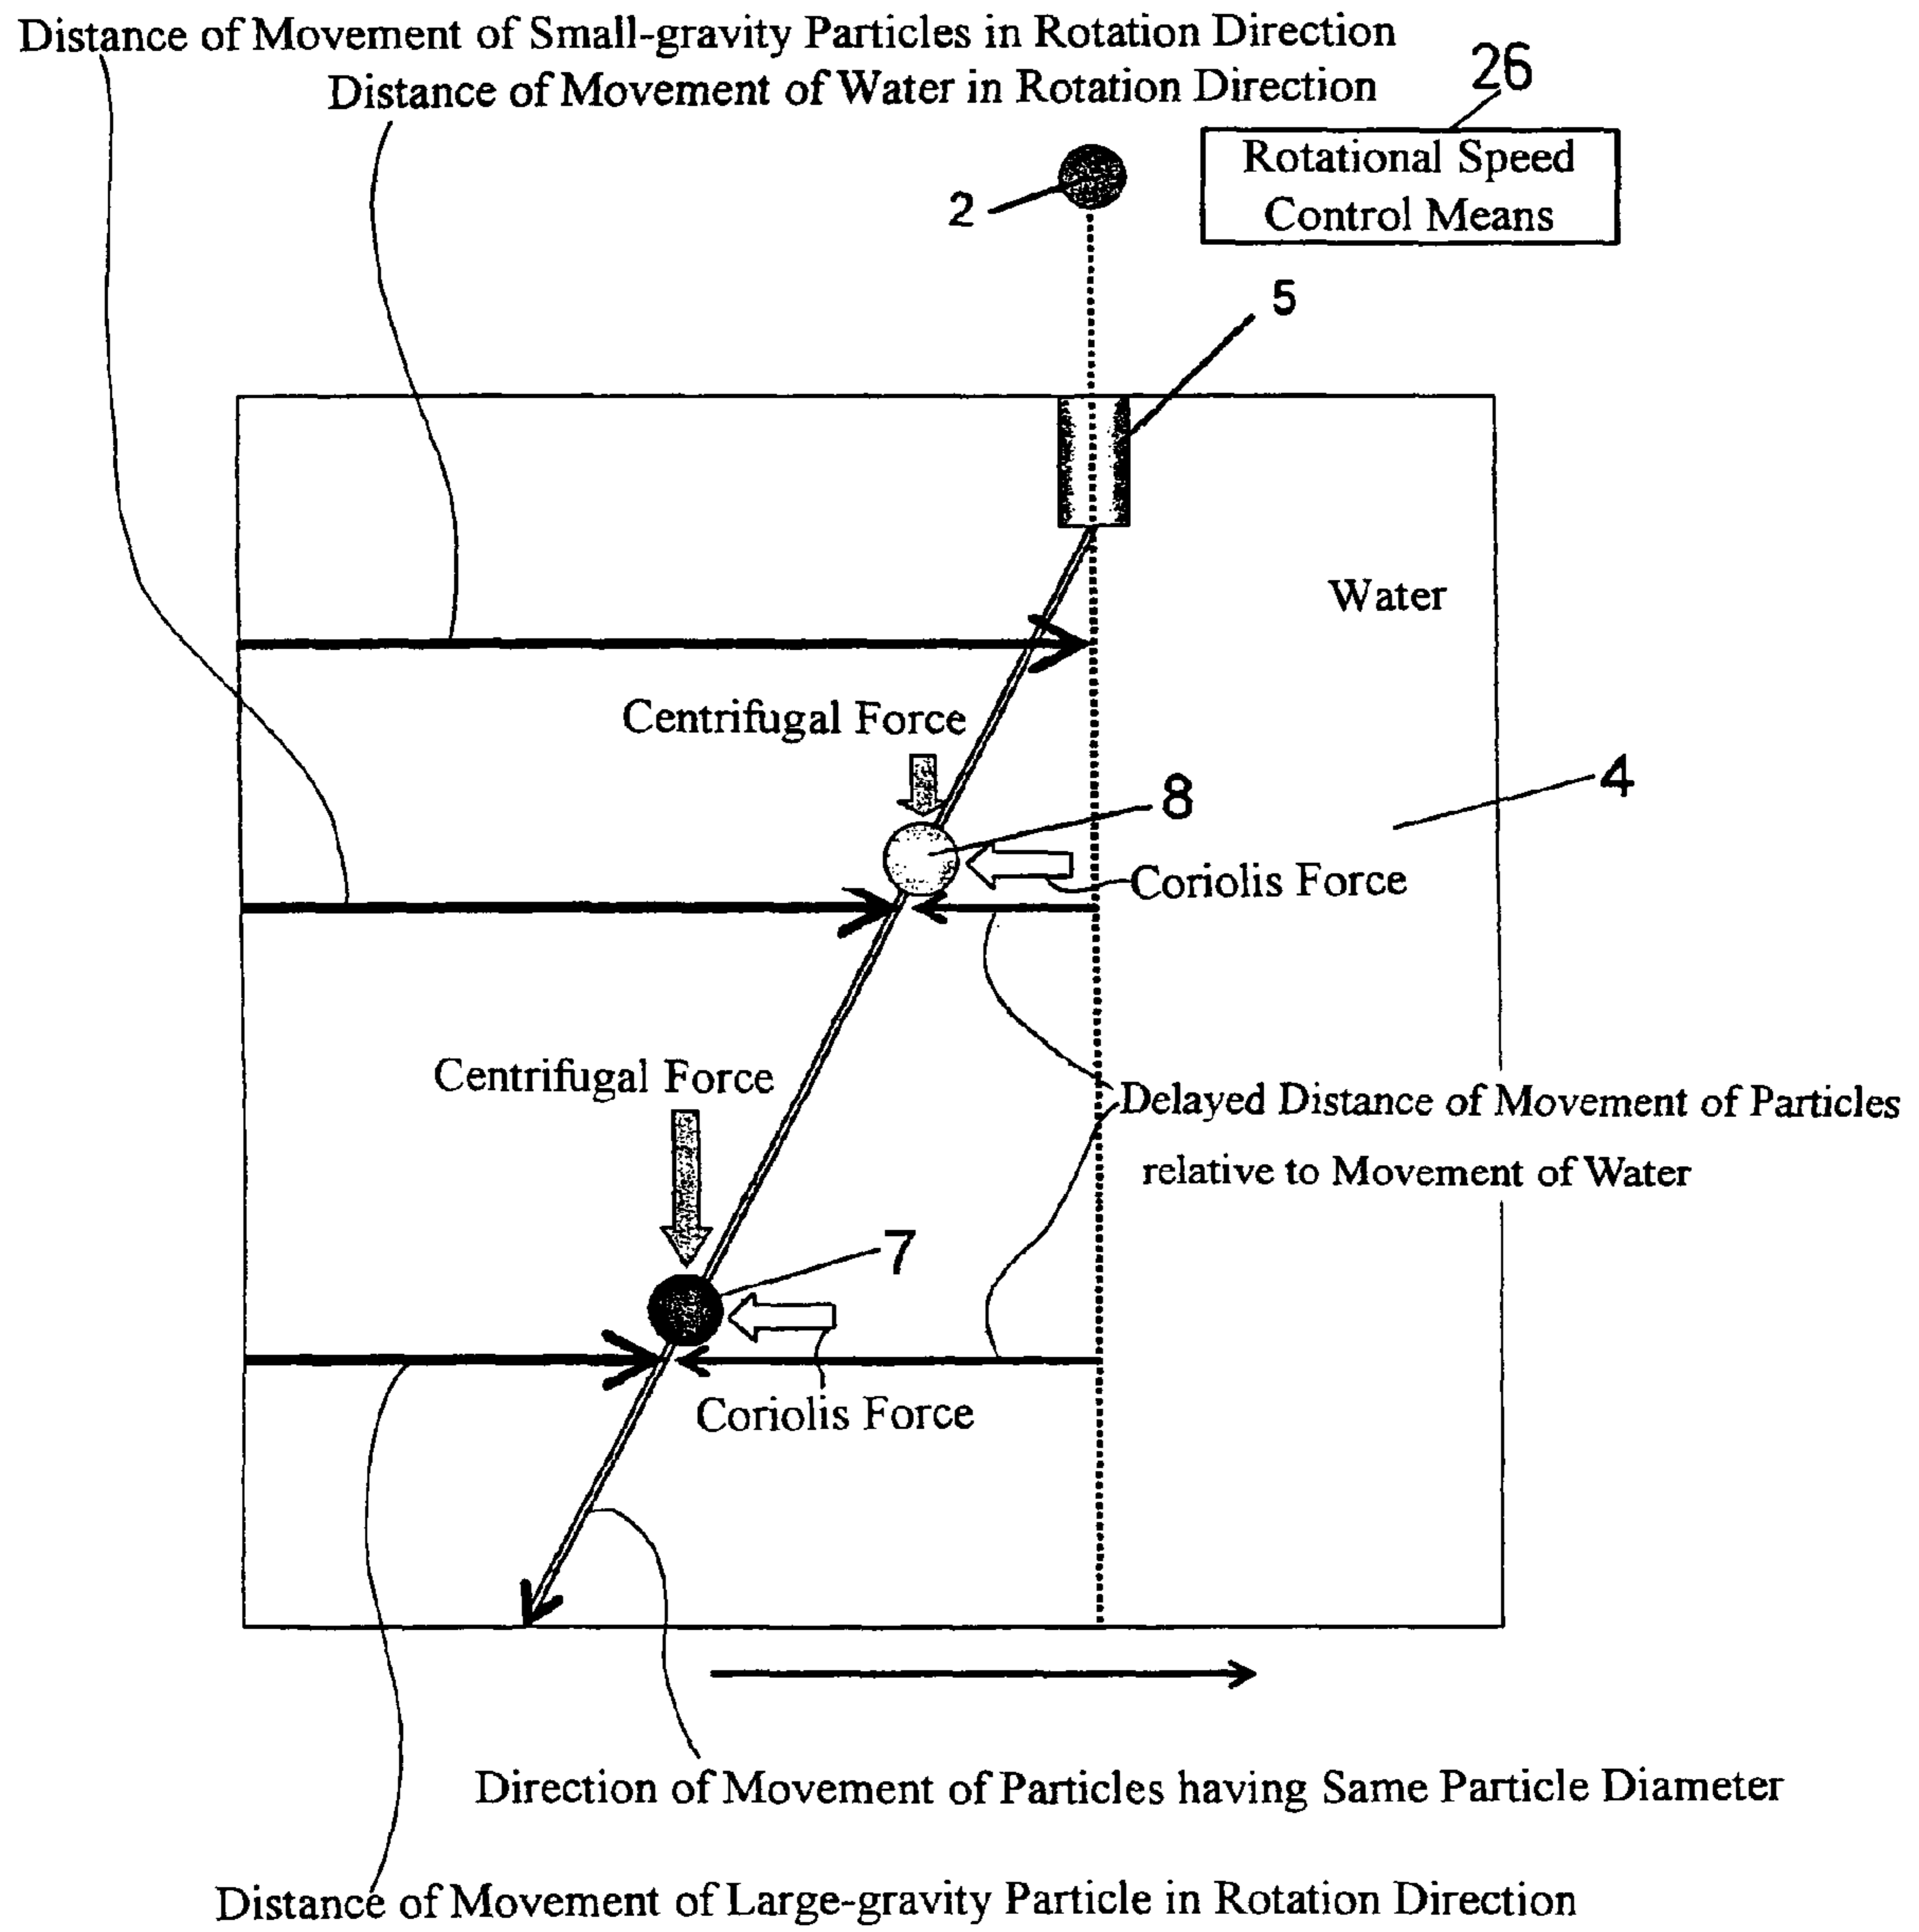 Distance of Movement of Small-gravity Particles in Rotation Direction
Distance of Movement of Water in Rotation Direction
26
Rotational Speed
Control Means
2
5
Water
Centrifugal Force
8
4
Coriolis Force
Centrifugal Force
Delayed Distance of Movement of Particles
relative to Movement of Water
7
Coriolis Force
Direction of Movement of Particles having Same Particle Diameter
Distance of Movement of Large-gravity Particle in Rotation Direction